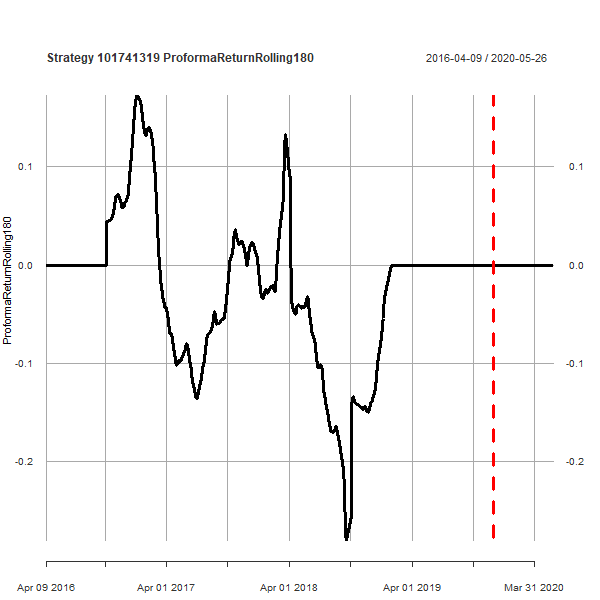 Strategy 101741319 ProformaReturnRolling180
2016-04-09 / 2020-05-26
ProformaReturnRolling180
0.1
0.0
-0.1
-0.2
0.1
0.0
-0.1
-0.2
Apr 09 2016
Apr 01 2017
Apr 01 2018
Apr 01 2019
Mar 31 2020